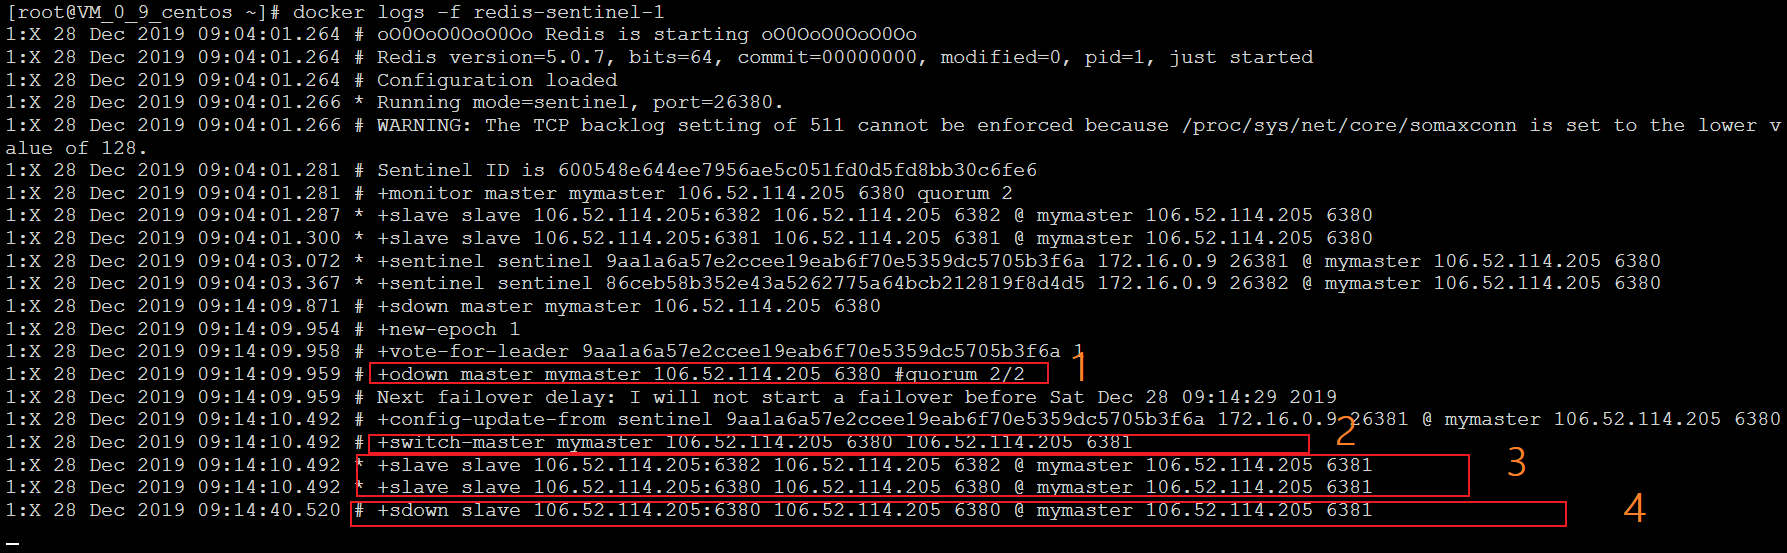 [root@VM_0_9_centos ~]# docker logs -f redis-sentinel-1
1:X 28 Dec 2019 09:04:01.264 # oO0OoO0OoO0Oo Redis is starting oO0OoO0OoO0Oo
1:X 28 Dec 2019 09:04:01.264 # Redis version=5.0.7, bits=64, commit=00000000, modified=0, pid=1, just started
1:X 28 Dec 2019 09:04:01.264 # Configuration loaded
1:X 28 Dec 2019 09:04:01.266 * Running mode=sentinel, port=26380.
1:X 28 Dec 2019 09:04:01.266 # WARNING: The TCP backlog setting of 511 cannot be enforced because /proc/sys/net/core/somaxconn is set to the lower v
alue of 128.
1:X 28 Dec 2019 09:04:01.281 # Sentinel ID is 600548e644ee7956ae5c051fd0d5fd8bb30c6fe6
1:X 28 Dec 2019 09:04:01.281 # +monitor master mymaster 106.52.114.205 6380 quorum 2
1:X 28 Dec 2019 09:04:01.287 * +slave slave 106.52.114.205:6382 106.52.114.205 6382 @ mymaster 106.52.114.205 6380
1:X 28 Dec 2019 09:04:01.300 * +slave slave 106.52.114.205:6381 106.52.114.205 6381 @ mymaster 106.52.114.205 6380
1:X 28 Dec 2019 09:04:03.072 * +sentinel sentinel 9aa1a6a57e2ccee19eab6f70e5359dc5705b3f6a 172.16.0.9 26381 @ mymaster 106.52.114.205 6380
1:X 28 Dec 2019 09:04:03.367 * +sentinel sentinel 86ceb58b352e43a5262775a64bcb212819f8d4d5 172.16.0.9 26382 @ mymaster 106.52.114.205 6380
1:X 28 Dec 2019 09:14:09.871 # +sdown master mymaster 106.52.114.205 6380
1:X 28 Dec 2019 09:14:09.954 # +new-epoch 1
1:X 28 Dec 2019 09:14:09.958 # +vote-for-leader 9aa1a6a57e2ccee19eab6f70e5359dc5705b3f6a 1
1:X 28 Dec 2019 09:14:09.959 # +odown master mymaster 106.52.114.205 6380 #quorum 2/2 1
1:X 28 Dec 2019 09:14:09.959 # Next failover delay: I will not start a failover before Sat Dec 28 09:14:29 2019
1:X 28 Dec 2019 09:14:10.492 # +config-update-from sentinel 9aa1a6a57e2ccee19eab6f70e5359dc5705b3f6a 172.16.0.9 26381 @ mymaster 106.52.114.205 6380
1:X 28 Dec 2019 09:14:10.492 # +switch-master mymaster 106.52.114.205 6380 106.52.114.205 6381 2
1:X 28 Dec 2019 09:14:10.492 * +slave slave 106.52.114.205:6382 106.52.114.205 6382 @ mymaster 106.52.114.205 6381 3
1:X 28 Dec 2019 09:14:10.492 * +slave slave 106.52.114.205:6380 106.52.114.205 6380 @ mymaster 106.52.114.205 6381
1:X 28 Dec 2019 09:14:40.520 # +sdown slave 106.52.114.205:6380 106.52.114.205 6380 @ mymaster 106.52.114.205 6381 4